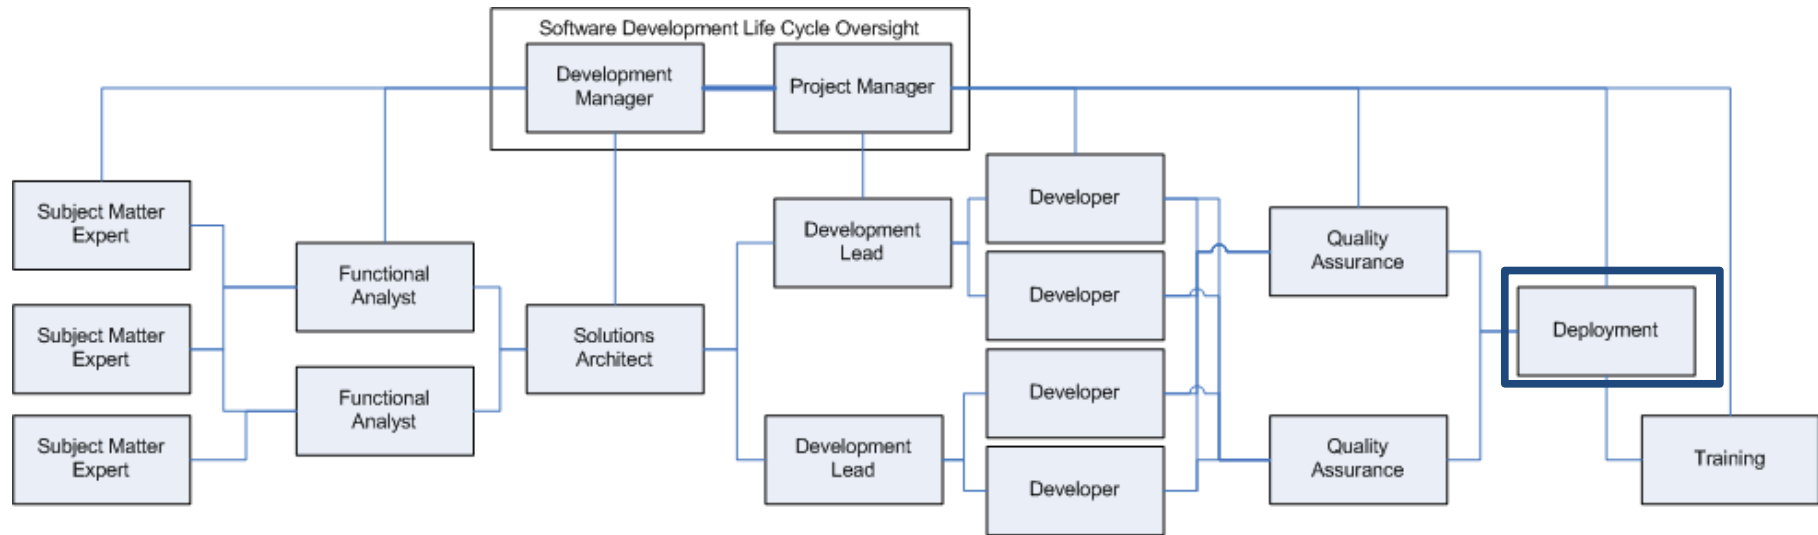 Software Development Life Cycle Oversight
Development
Manager
Project Manager
Subject Matter
Expert
Subject Matter
Expert
Subject Matter
Expert
Functional
Analyst
Functional
Analyst
Solutions
Architect
Development
Lead
Development
Lead
Developer
Developer
Developer
Developer
Quality
Assurance
Quality
Assurance
Deployment
Training